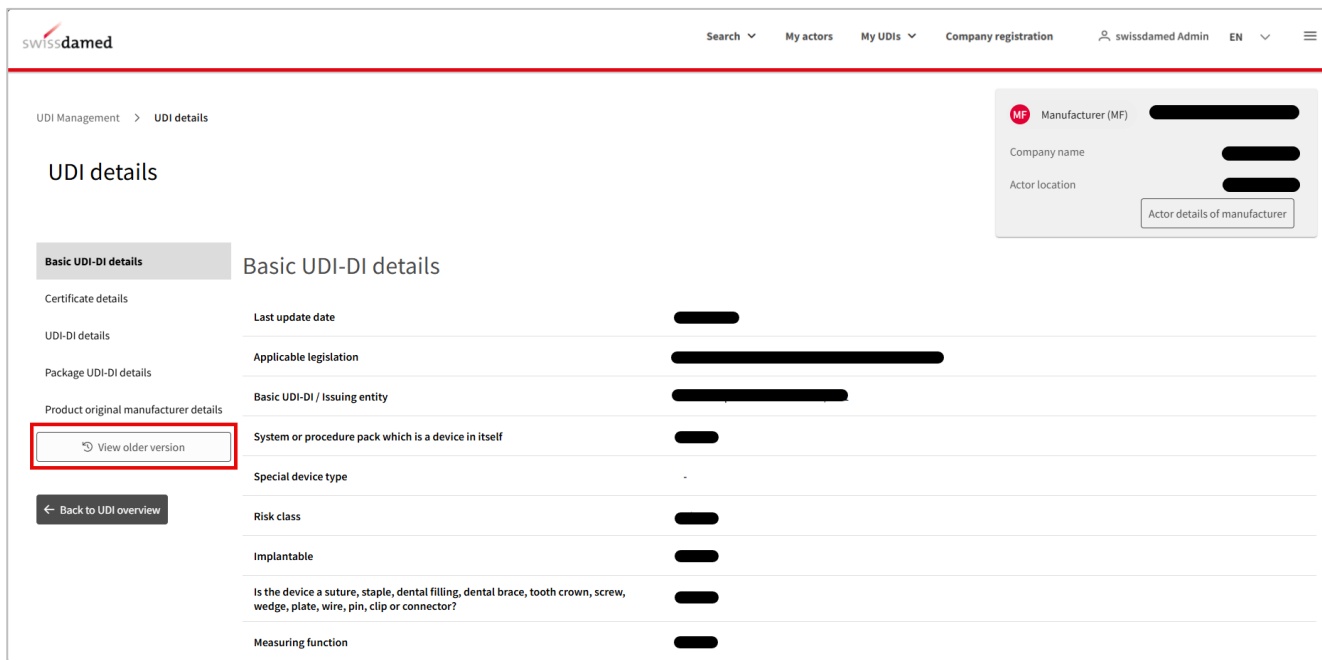 swissdamed
Search My actors My UDIs Company registration swissdamed Admin EN
UDI Management > UDI details
MF Manufacturer (MF)
Company name
Actor location
Actor details of manufacturer
UDI details
Basic UDI-DI details
Certificate details
UDI-DI details
Package UDI-DI details
Product original manufacturer details
View older version
← Back to UDI overview
Basic UDI-DI details
Last update date
Applicable legislation
Basic UDI-DI / Issuing entity
System or procedure pack which is a device in itself
Special device type -
Risk class
Implantable
Is the device a suture, staple, dental filling, dental brace, tooth crown, screw,
wedge, plate, wire, pin, clip or connector?
Measuring function